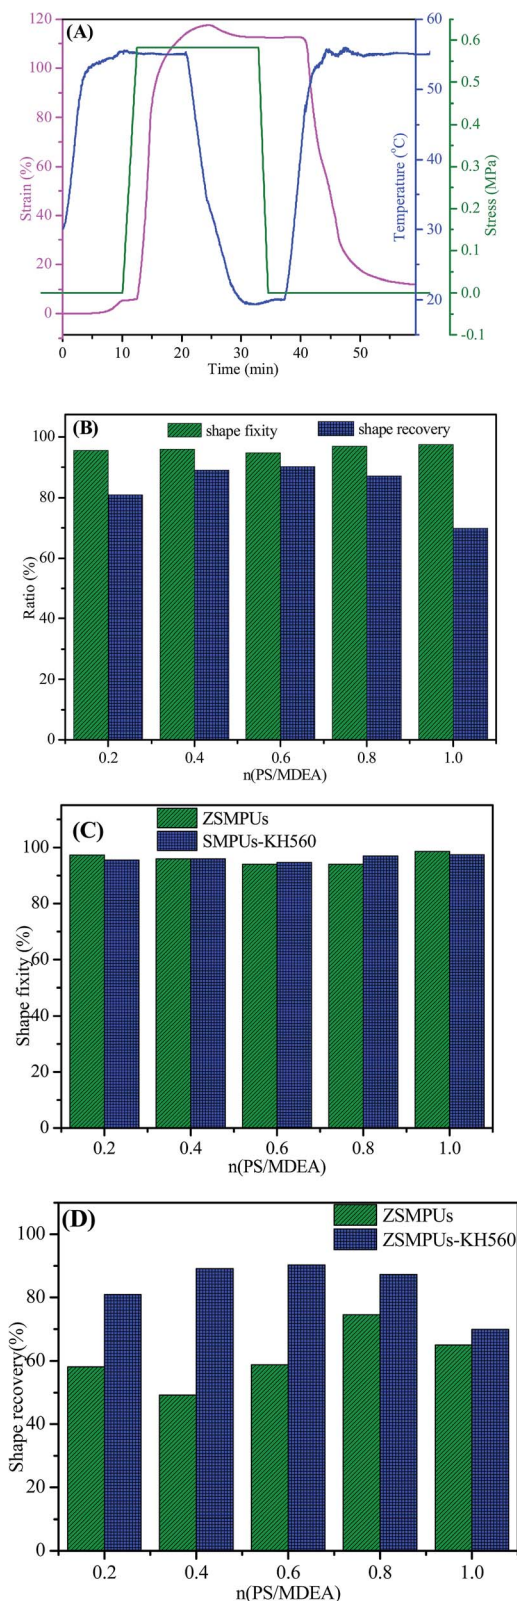 (A)
120
100
80
60
40
20
0
Strain (%)
0
10
20
30
40
50
Time (min)
60
50
40
30
20
Temperature (°C)
0.6
0.5
0.4
0.3
0.2
0.1
0.0
-0.1
Stress (MPa)
(B)
shape fixity
shape recovery
100
80
60
40
20
0
Ratio (%)
0.2
0.4
0.6
0.8
1.0
n(PS/MDEA)
(C)
ZSMPUs
SMPUs-KH560
100
80
60
40
20
0
Shape fixity (%)
0.2
0.4
0.6
0.8
1.0
n(PS/MDEA)
(D)
ZSMPUs
ZSMPUs-KH560
100
80
60
40
20
0
Shape recovery(%)
0.2
0.4
0.6
0.8
1.0
n(PS/MDEA)